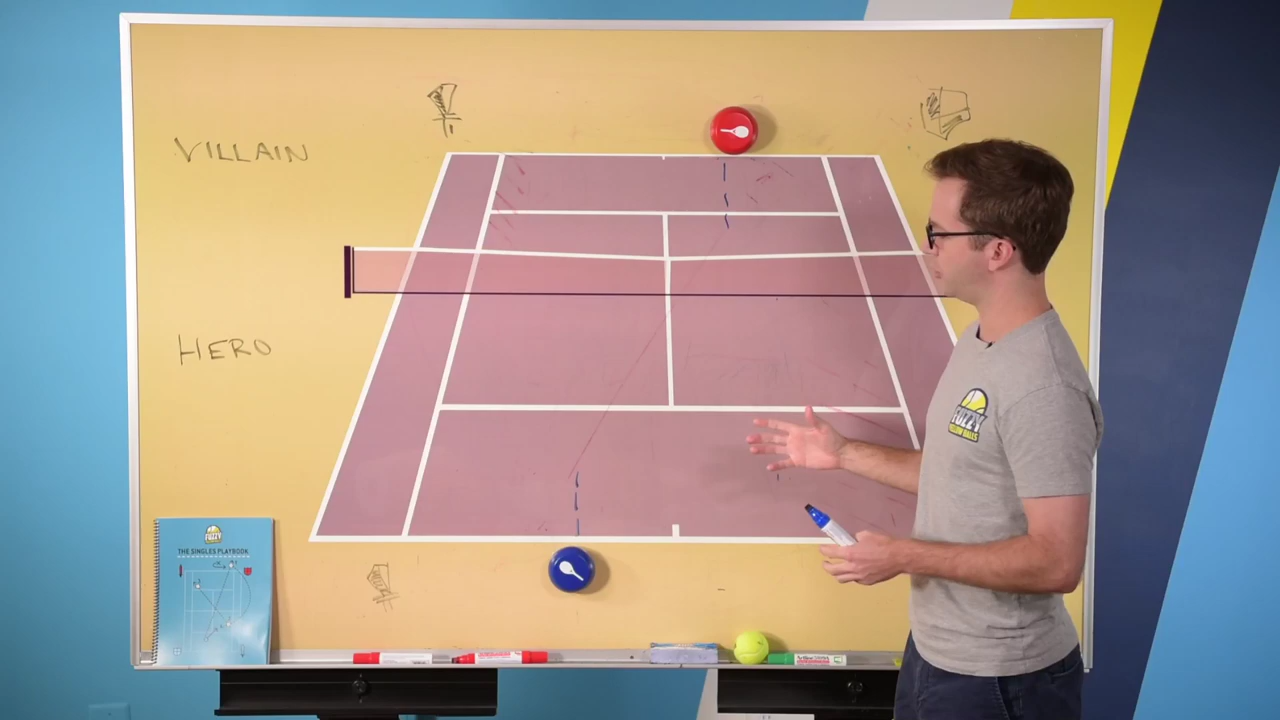 VILLAIN
HERO
FUZZY
YELLOW BALLS
FUZZY
THE SINGLES PLAYBOOK